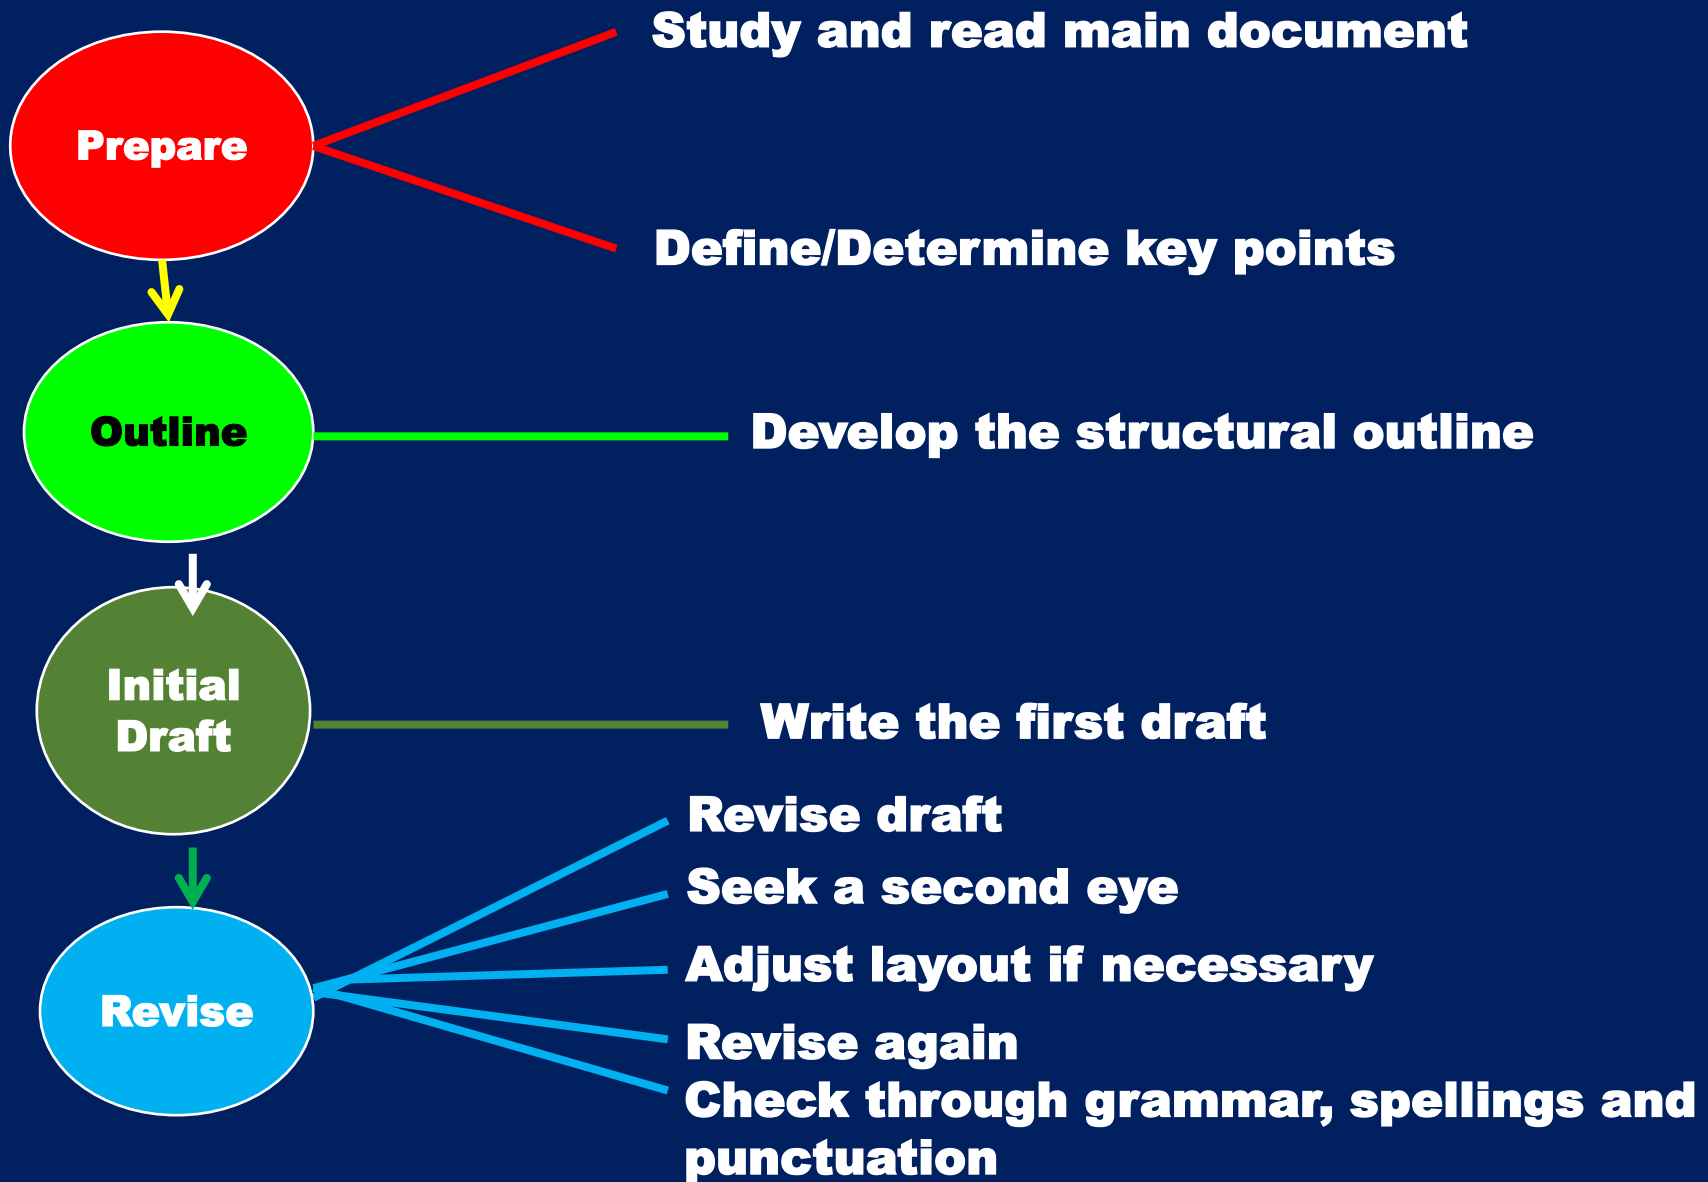 Study and read main document
Prepare
Define/Determine key points
Outline
Develop the structural outline
Initial
Draft
Write the first draft
Revise draft
Seek a second eye
Adjust layout if necessary
Revise
Revise again
Check through grammar, spellings and
punctuation